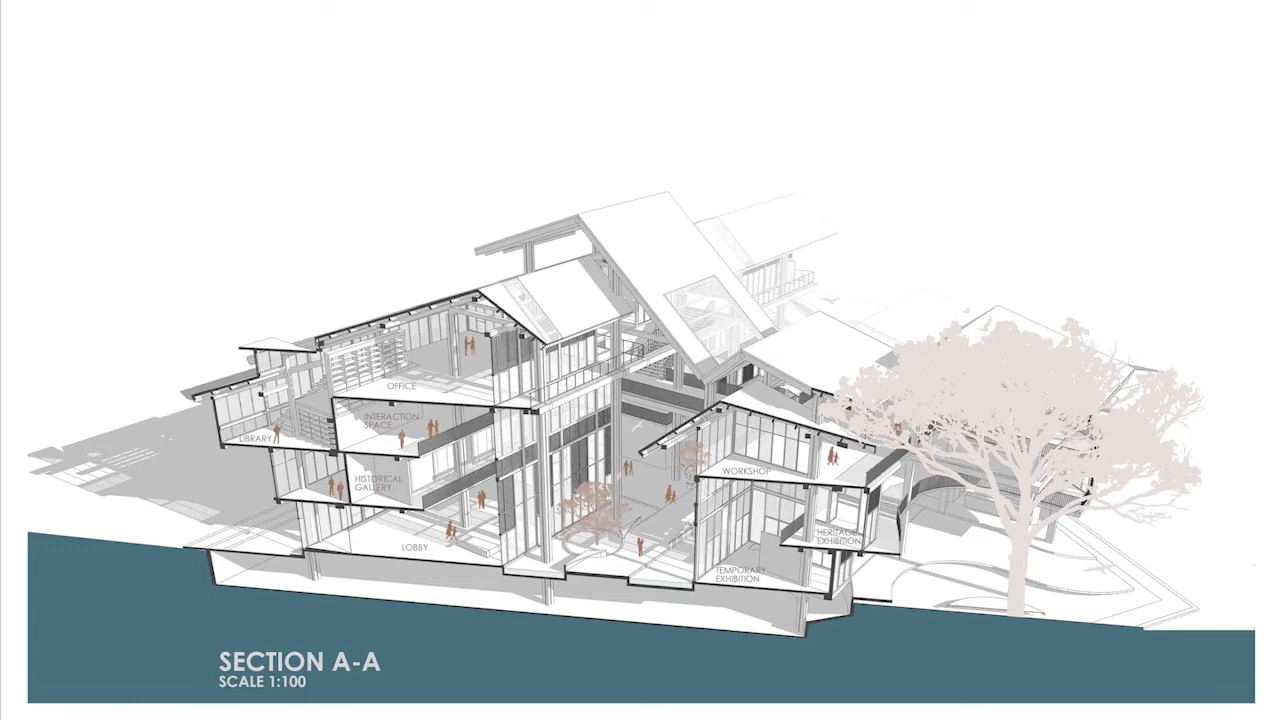 OFFICE
INTERACTION
SPACE
LIBRARY
HISTORICAL
GALLERY
LOBBY
WORKSHOP
HERITAGE
EXHIBITION
TEMPORARY
EXHIBITION
SECTION A-A
SCALE 1:100